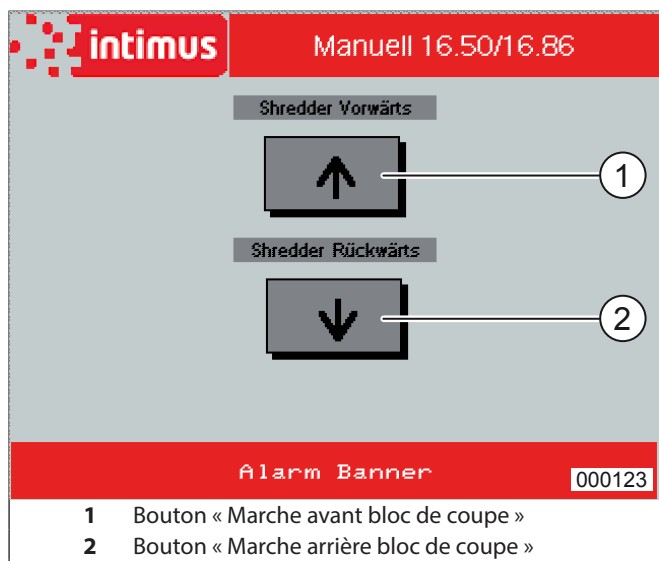 intimus
Manuell 16.50/16.86
Shredder Vorwärts
1
Shredder Rückwärts
2
Alarm Banner
000123
1 Bouton « Marche avant bloc de coupe »
2 Bouton « Marche arrière bloc de coupe »